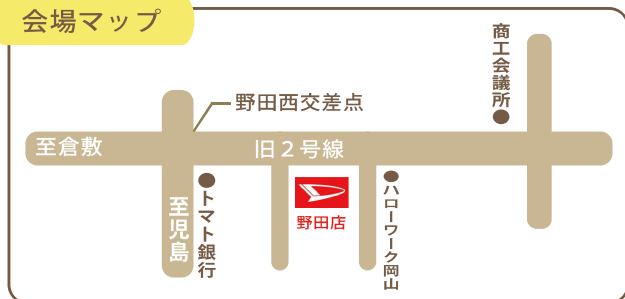 会場マップ
商工会議所
野田西交差点
至倉敷
旧２号線
至児島
トマト銀行
野田店
ハローワーク岡山